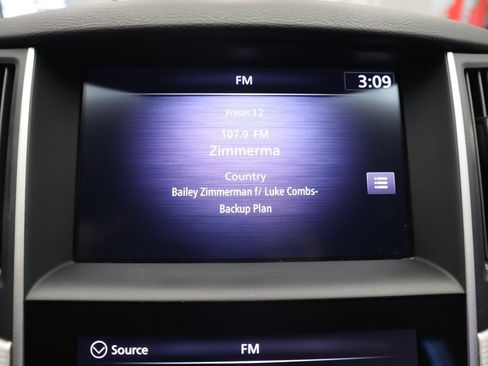 FM 3:09
Preset 12
107.9 FM
Zimmerma
Country
Bailey Zimmerman f/ Luke Combs-
Backup Plan
Source FM